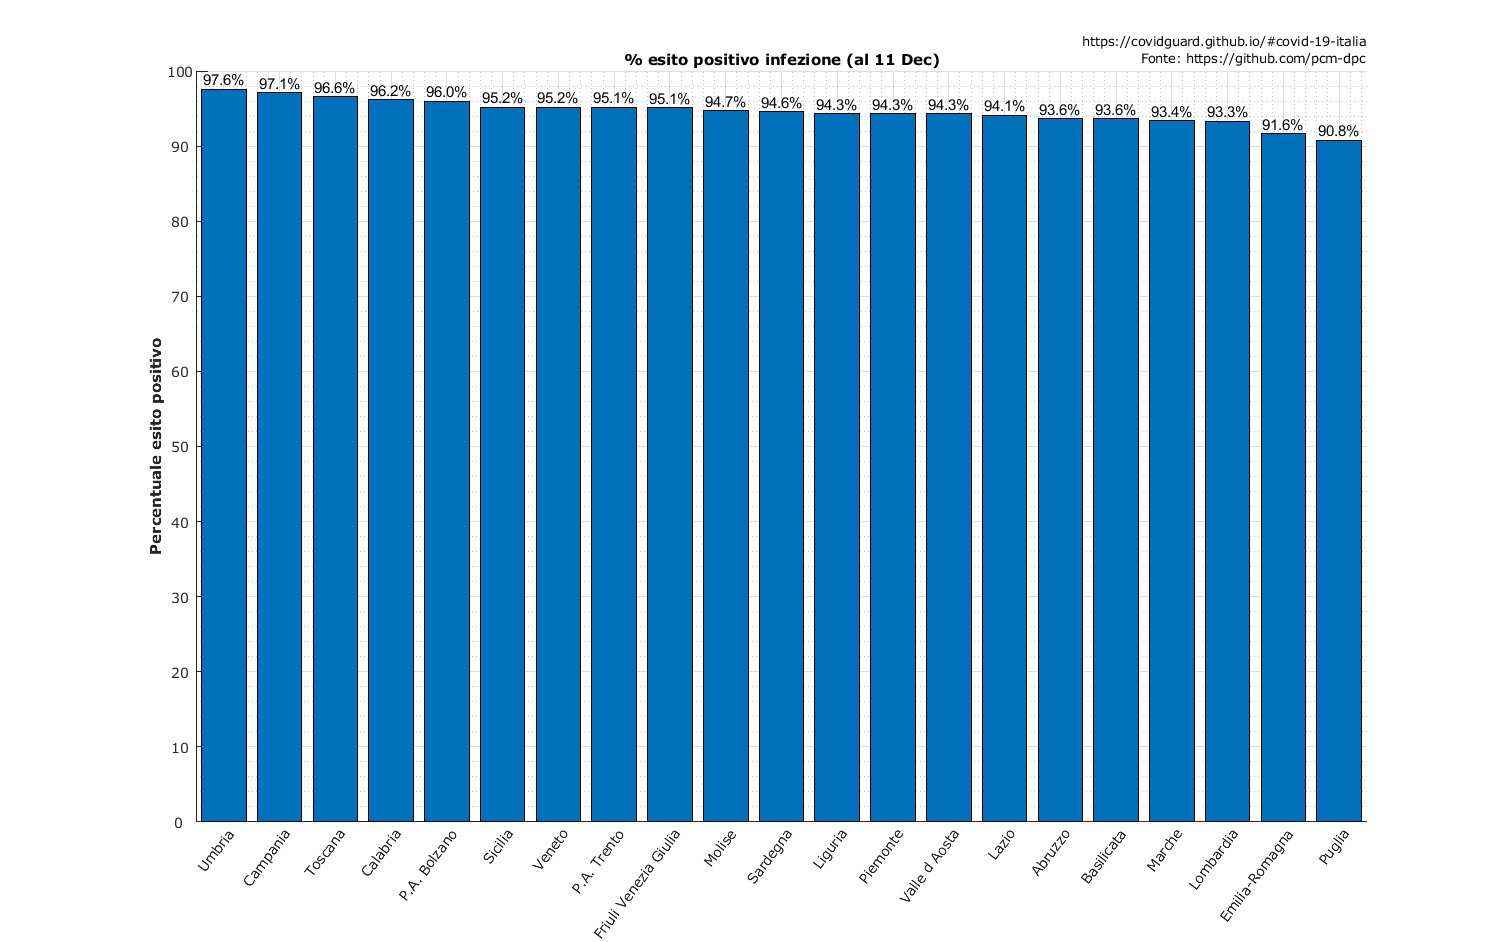 https://covidguard.github.io/#covid-19-italia
Fonte: https://github.com/pcm-dpc
% esito positivo infezione (al 11 Dec)
Percentuale esito positivo
100
90
80
70
60
50
40
30
20
10
0
97.6%
97.1%
96.6%
96.2%
96.0%
95.2%
95.2%
95.1%
95.1%
94.7%
94.6%
94.3%
94.3%
94.3%
94.1%
93.6%
93.6%
93.4%
93.3%
91.6%
90.8%
Umbria
Campania
Toscana
Calabria
P.A. Bolzano
Sicilia
Veneto
P.A. Trento
Friuli Venezia Giulia
Molise
Sardegna
Liguria
Piemonte
Valle d Aosta
Lazio
Abruzzo
Basilicata
Marche
Lombardia
Emilia-Romagna
Puglia